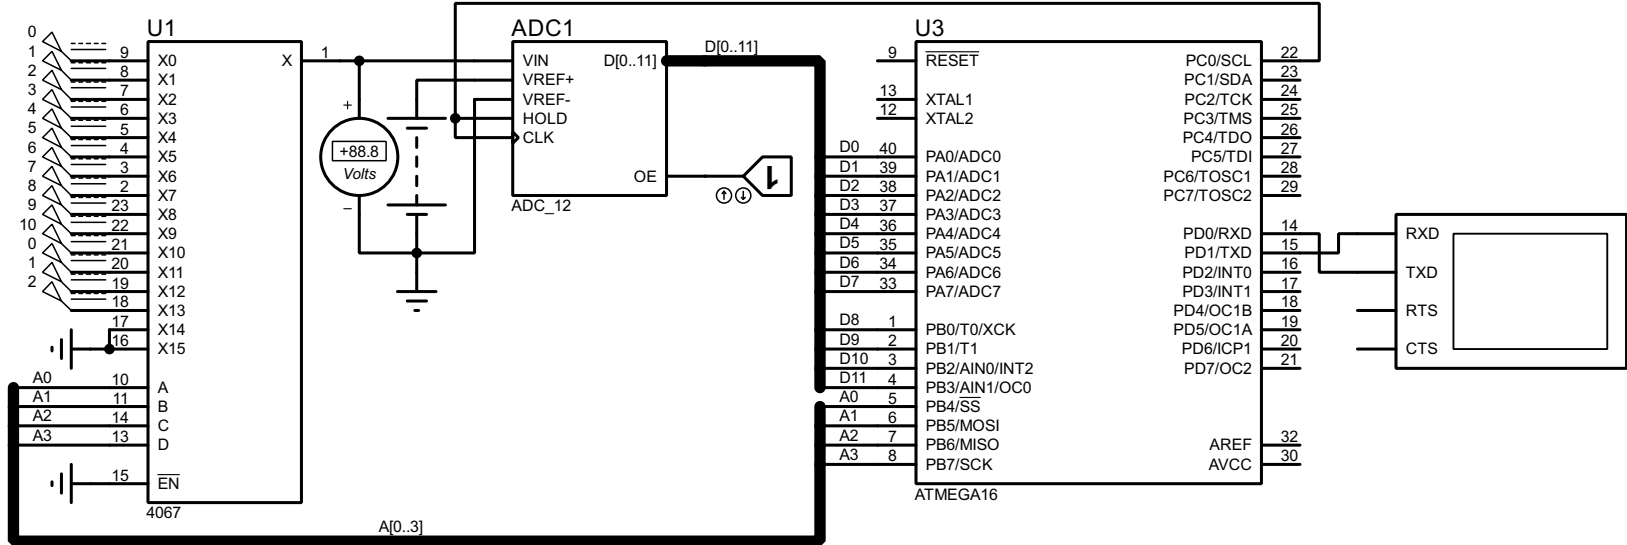 U1
0
1
2
3
4
5
6
7
8
9
10
0
1
2
9 X0
8 X1
7 X2
6 X3
5 X4
4 X5
3 X6
2 X7
23 X8
22 X9
21 X10
20 X11
19 X12
18 X13
17 X14
16 X15
A0 10 A
A1 11 B
A2 14 C
A3 13 D
15 EN
X 1
4067
A[0..3]
+
+88.8
Volts
−
ADC1
VIN
VREF+
VREF-
HOLD
CLK
D[0..11]
OE
ADC_12
D[0..11]
1
U3
9 RESET
13 XTAL1
12 XTAL2
D0 40 PA0/ADC0
D1 39 PA1/ADC1
D2 38 PA2/ADC2
D3 37 PA3/ADC3
D4 36 PA4/ADC4
D5 35 PA5/ADC5
D6 34 PA6/ADC6
D7 33 PA7/ADC7
D8 1 PB0/T0/XCK
D9 2 PB1/T1
D10 3 PB2/AIN0/INT2
D11 4 PB3/AIN1/OC0
A0 5 PB4/SS
A1 6 PB5/MOSI
A2 7 PB6/MISO
A3 8 PB7/SCK
PC0/SCL 22
PC1/SDA 23
PC2/TCK 24
PC3/TMS 25
PC4/TDO 26
PC5/TDI 27
PC6/TOSC1 28
PC7/TOSC2 29
PD0/RXD 14
PD1/TXD 15
PD2/INT0 16
PD3/INT1 17
PD4/OC1B 18
PD5/OC1A 19
PD6/ICP1 20
PD7/OC2 21
AREF 32
AVCC 30
ATMEGA16
RXD
TXD
RTS
CTS